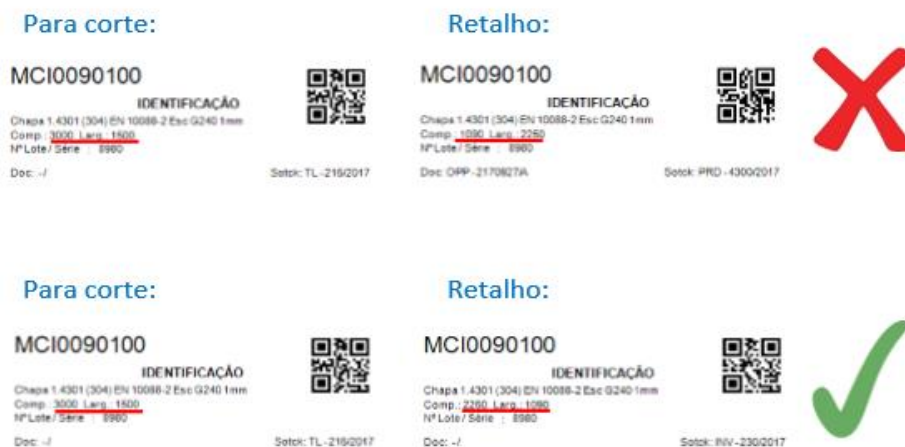 Para corte:
Retalho:
MCI0090100
IDENTIFICAÇÃO
Chapa 1.4301 (304) EN 10088-2 Esc G240 1mm
Comp.: 3000 Larg.: 1500
Nº Lote / Série : 8980
Doc: -/
Sotck: TL - 216/2017
MCI0090100
IDENTIFICAÇÃO
Chapa 1.4301 (304) EN 10088-2 Esc G240 1mm
Comp.: 1090 Larg.: 2260
Nº Lote / Série : 8980
Doc: OPP - 2170827/A
Sotck: PRD - 4300/2017
Para corte:
Retalho:
MCI0090100
IDENTIFICAÇÃO
Chapa 1.4301 (304) EN 10088-2 Esc G240 1mm
Comp.: 3000 Larg.: 1500
Nº Lote / Série : 8980
Doc: -/
Sotck: TL - 216/2017
MCI0090100
IDENTIFICAÇÃO
Chapa 1.4301 (304) EN 10088-2 Esc G240 1mm
Comp.: 2260 Larg.: 1090
Nº Lote / Série : 8980
Doc: -/
Sotck: INV - 230/2017